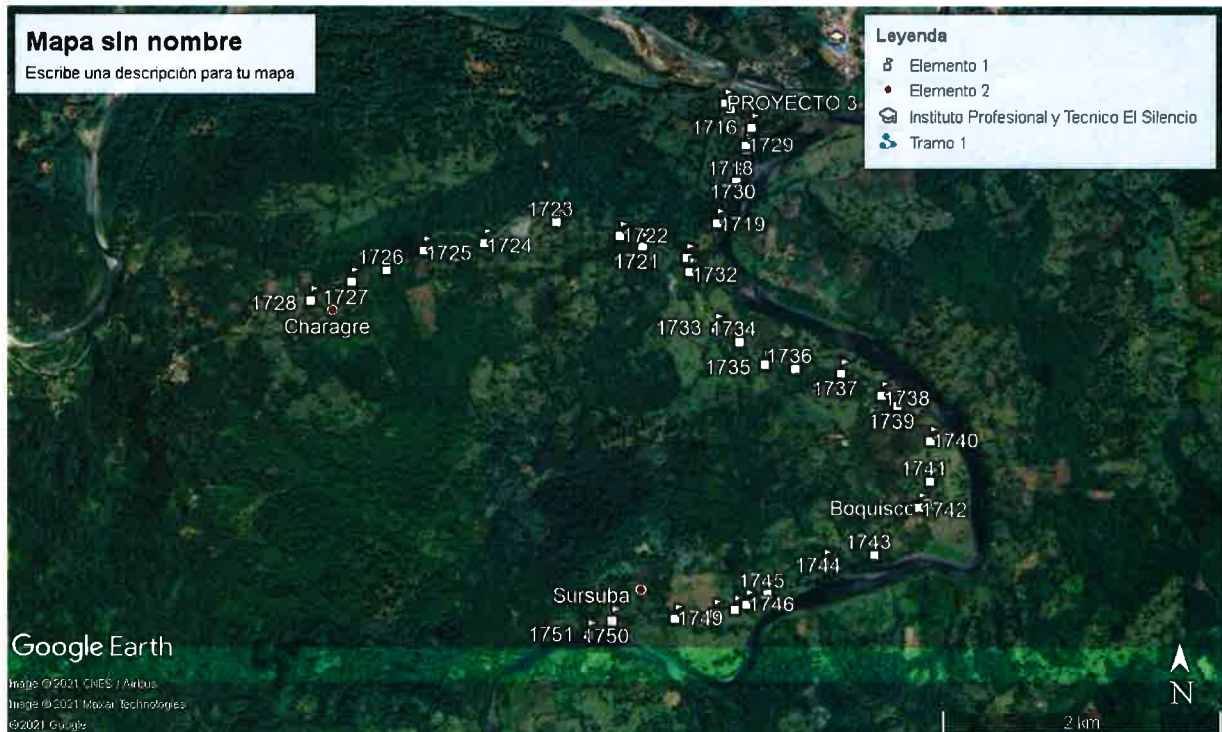 Mapa sin nombre
Escribe una descripción para tu mapa
Leyenda
Elemento 1
Elemento 2
Instituto Profesional y Tecnico El Silencio
Tramo 1
PROYECTO 3
1716
1729
1718
1730
1719
1723
1722
1724
1721
1725
1726
1732
1727
1728
Charagre
1733
1734
1735
1736
1737
1738
1739
1740
1741
Boquisco
1742
1743
1744
1745
Sursuba
1746
1749
1751
1750
Google Earth
Image © 2021 CNES / Airbus
Image © 2021 Maxar Technologies
©2021 Google
N
2 km